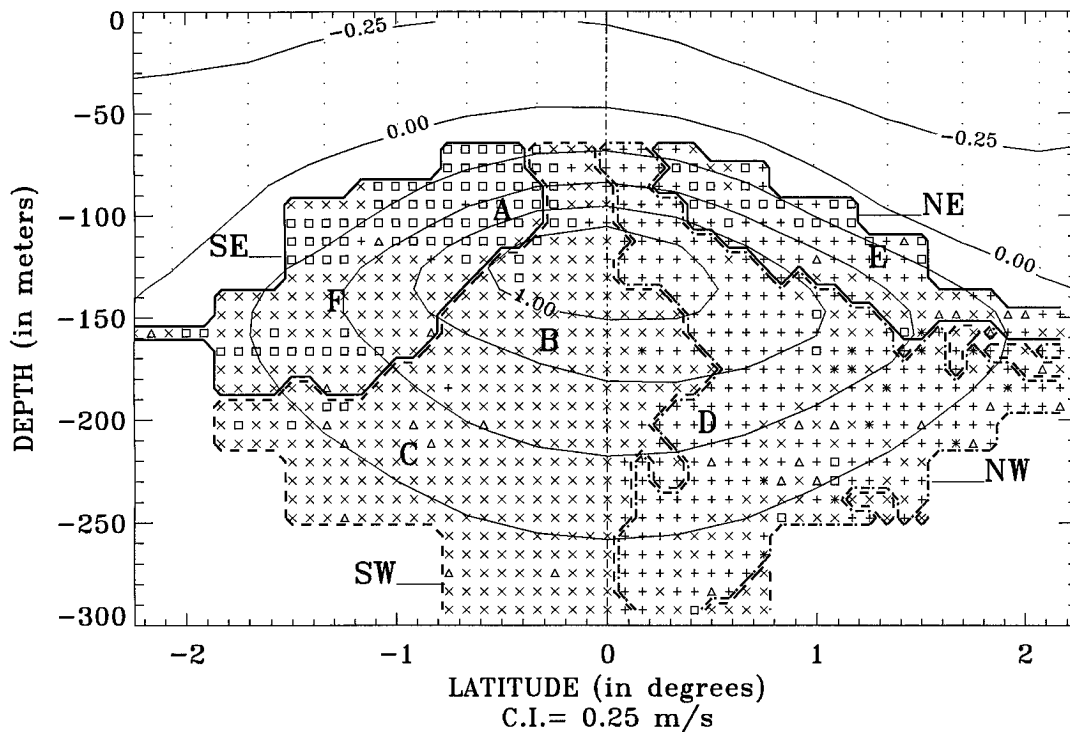 0
-0.25
-50
0.00
-0.25
-100
A
NE
SE
E
0.00
F
1.00
-150
B
-200
D
C
NW
-250
SW
-300
-2
-1
0
1
2
DEPTH (in meters)
LATITUDE (in degrees)
C.I.= 0.25 m/s